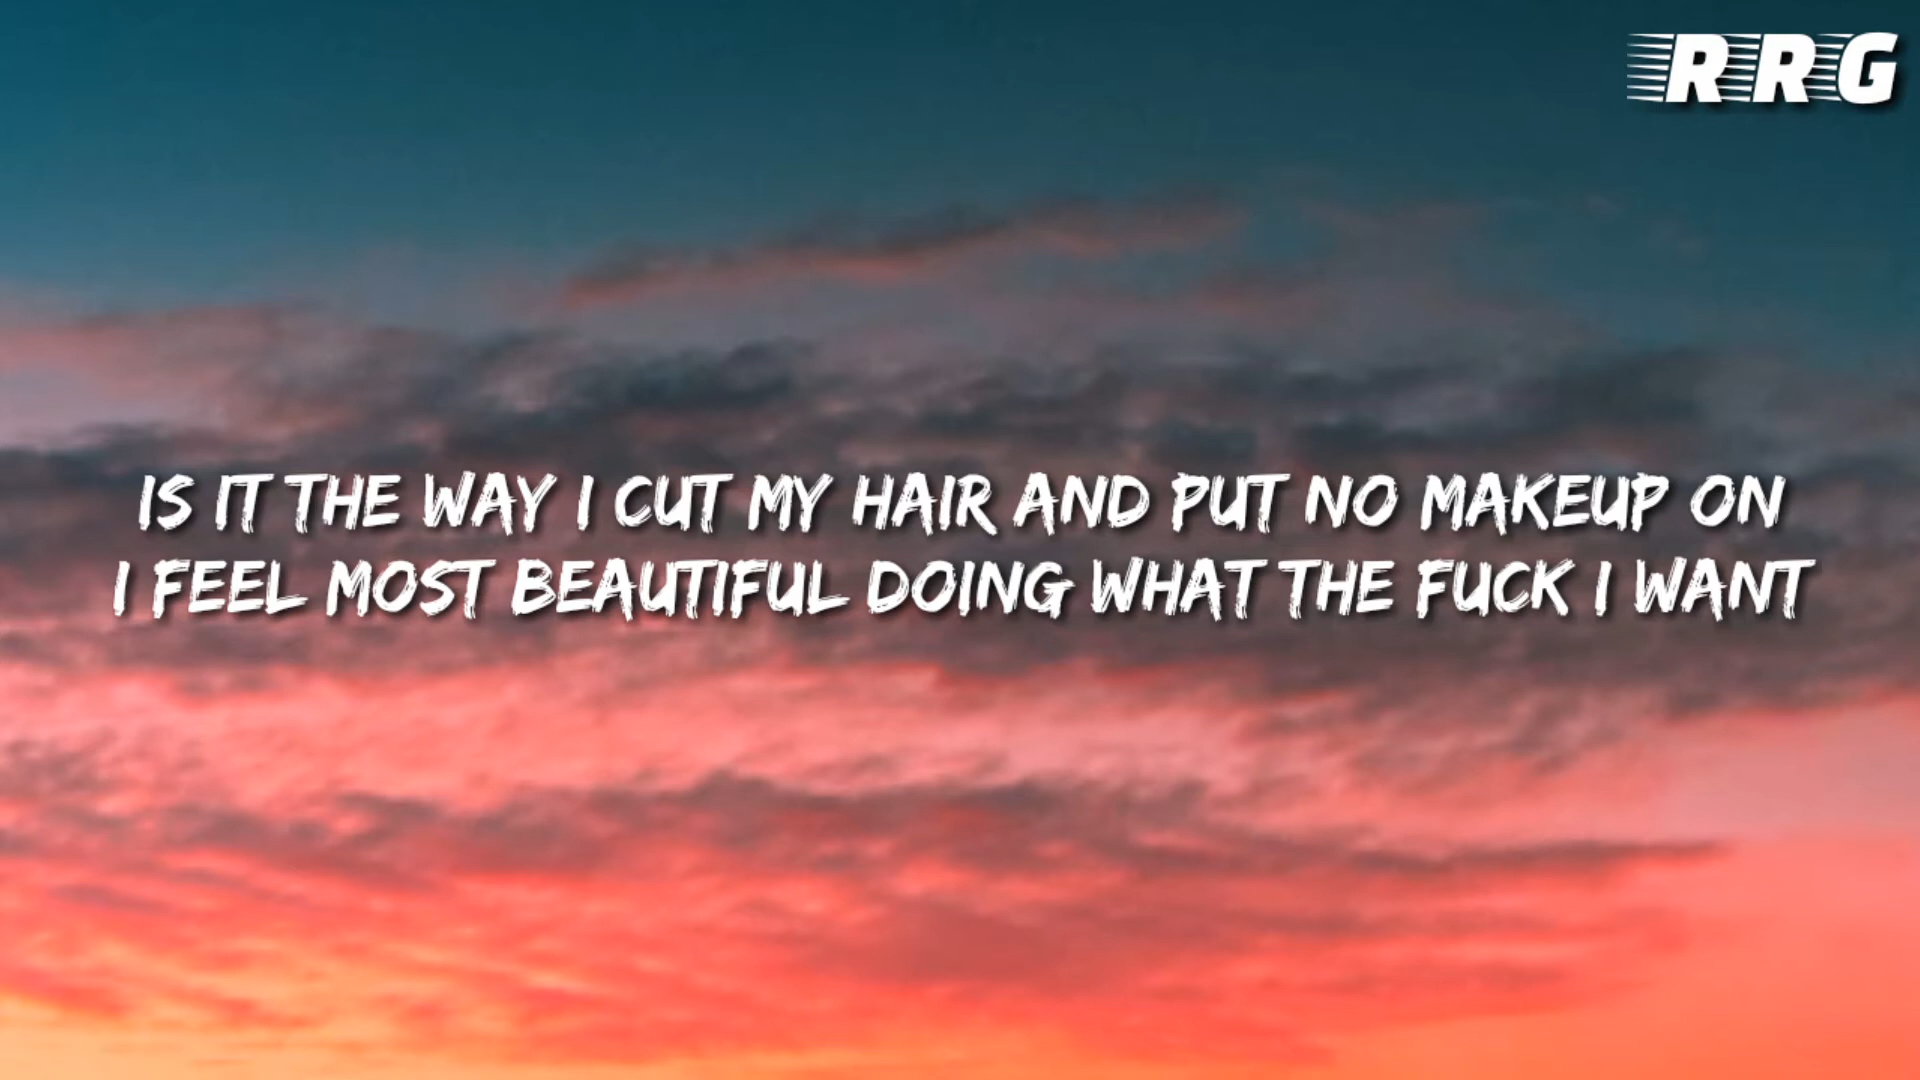 RRG
IS IT THE WAY I CUT MY HAIR AND PUT NO MAKEUP ON
I FEEL MOST BEAUTIFUL DOING WHAT THE FUCK I WANT